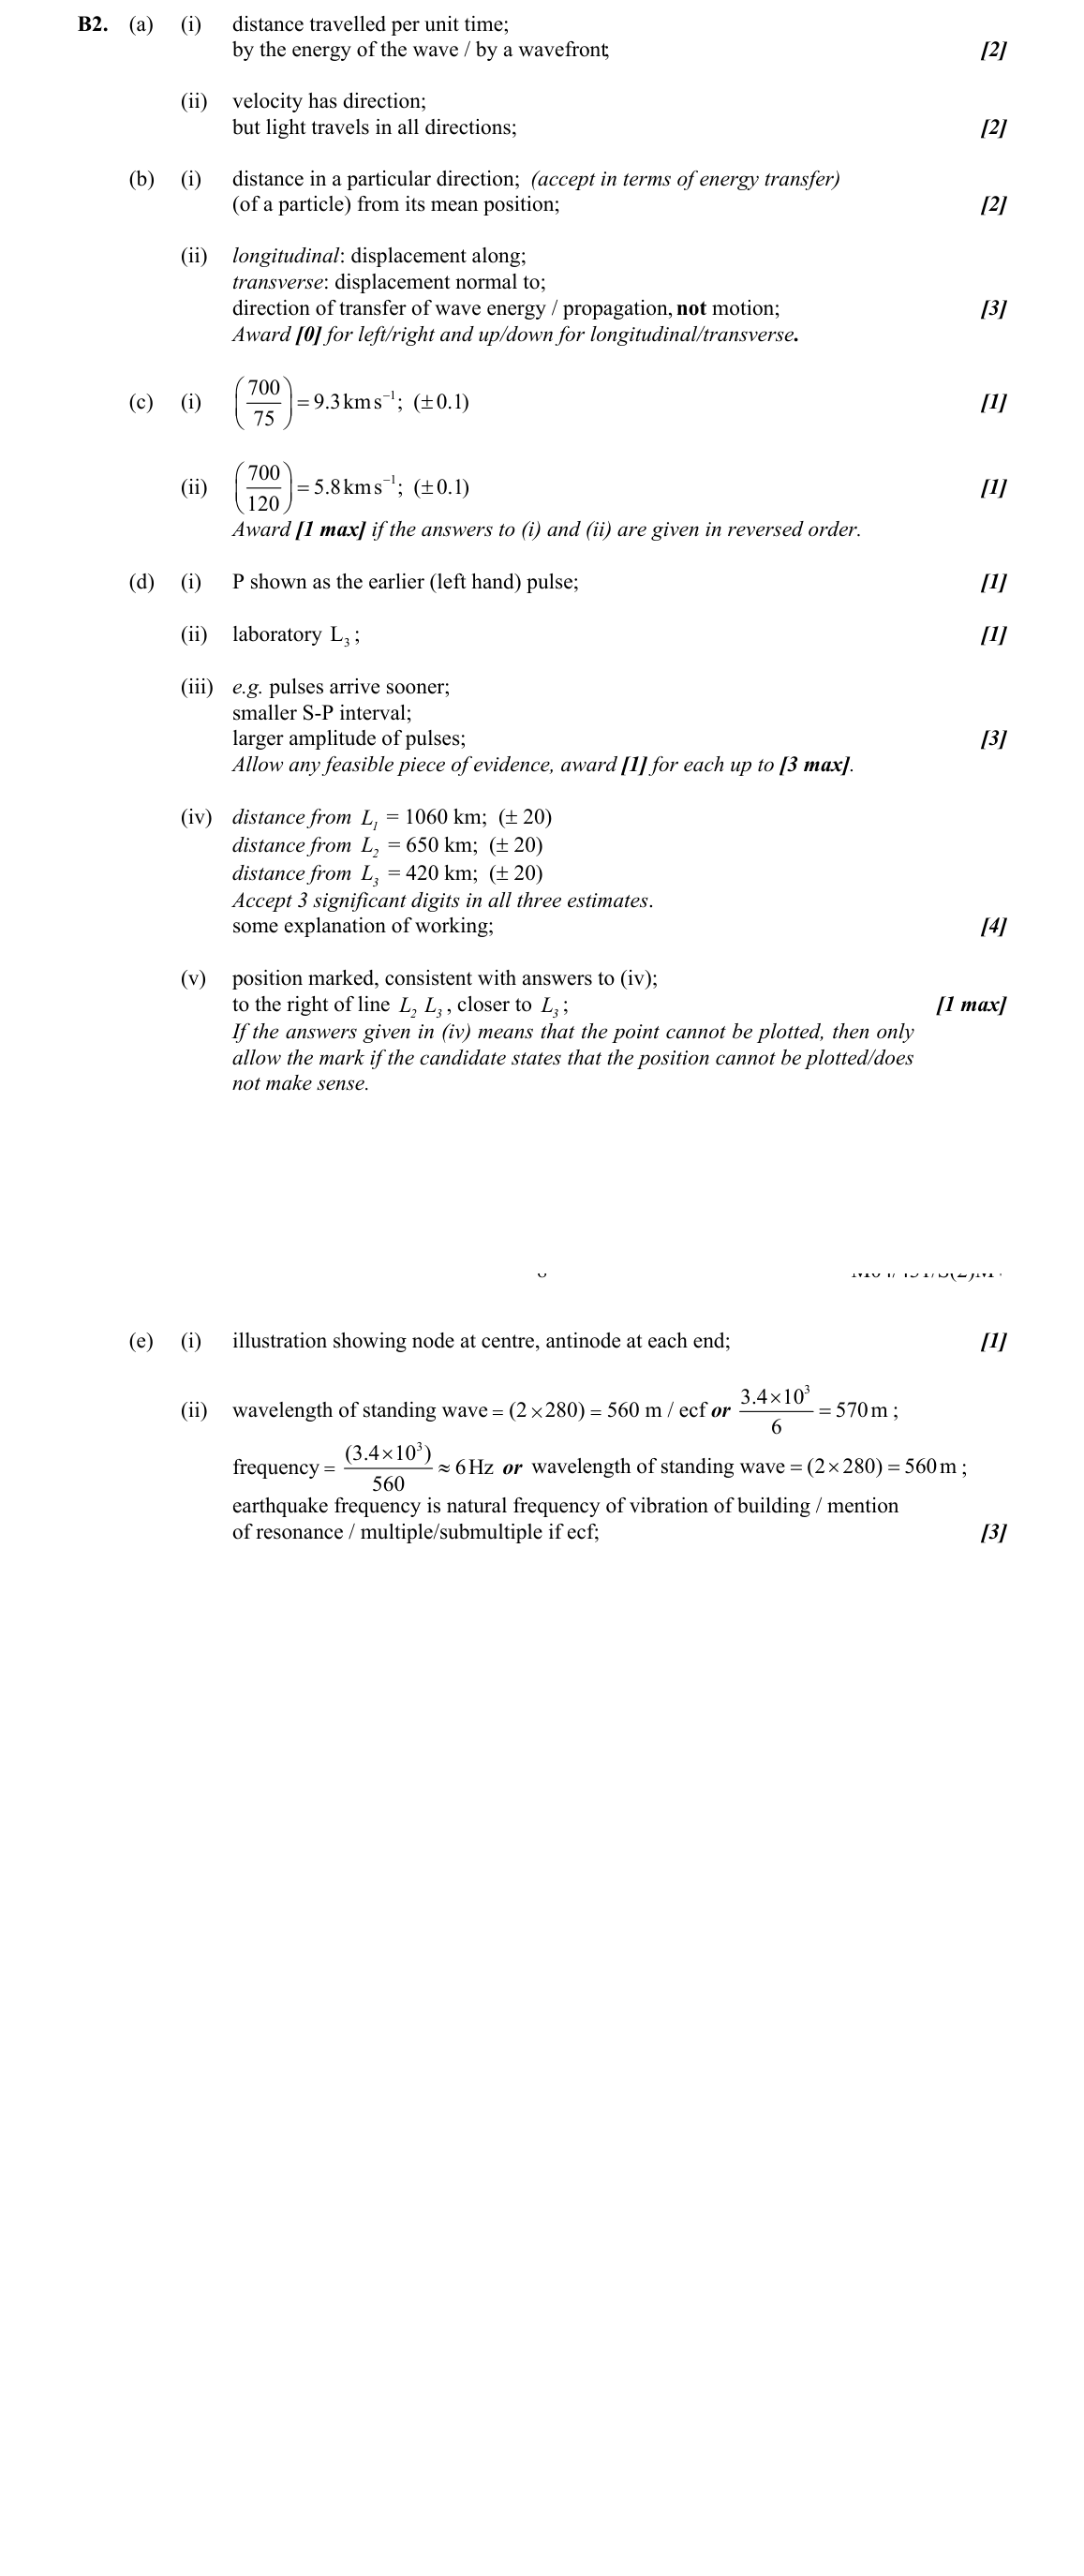 B2. (a) (i) distance travelled per unit time;
by the energy of the wave / by a wavefront; [2]
(ii) velocity has direction;
but light travels in all directions; [2]
(b) (i) distance in a particular direction; (accept in terms of energy transfer)
(of a particle) from its mean position; [2]
(ii) longitudinal: displacement along;
transverse: displacement normal to;
direction of transfer of wave energy / propagation, not motion; [3]
Award [0] for left/right and up/down for longitudinal/transverse.
(c) (i) (700/75) = 9.3 km s⁻¹; (±0.1) [1]
(ii) (700/120) = 5.8 km s⁻¹; (±0.1) [1]
Award [1 max] if the answers to (i) and (ii) are given in reversed order.
(d) (i) P shown as the earlier (left hand) pulse; [1]
(ii) laboratory L₃; [1]
(iii) e.g. pulses arrive sooner;
smaller S-P interval;
larger amplitude of pulses; [3]
Allow any feasible piece of evidence, award [1] for each up to [3 max].
(iv) distance from L₁ = 1060 km; (± 20)
distance from L₂ = 650 km; (± 20)
distance from L₃ = 420 km; (± 20)
Accept 3 significant digits in all three estimates.
some explanation of working; [4]
(v) position marked, consistent with answers to (iv);
to the right of line L₂ L₃, closer to L₃; [1 max]
If the answers given in (iv) means that the point cannot be plotted, then only
allow the mark if the candidate states that the position cannot be plotted/does
not make sense.
(e) (i) illustration showing node at centre, antinode at each end; [1]
(ii) wavelength of standing wave = (2×280) = 560 m / ecf or 3.4×10³/6 = 570 m;
frequency = (3.4×10³)/560 ≈ 6 Hz or wavelength of standing wave = (2×280) = 560 m;
earthquake frequency is natural frequency of vibration of building / mention
of resonance / multiple/submultiple if ecf; [3]